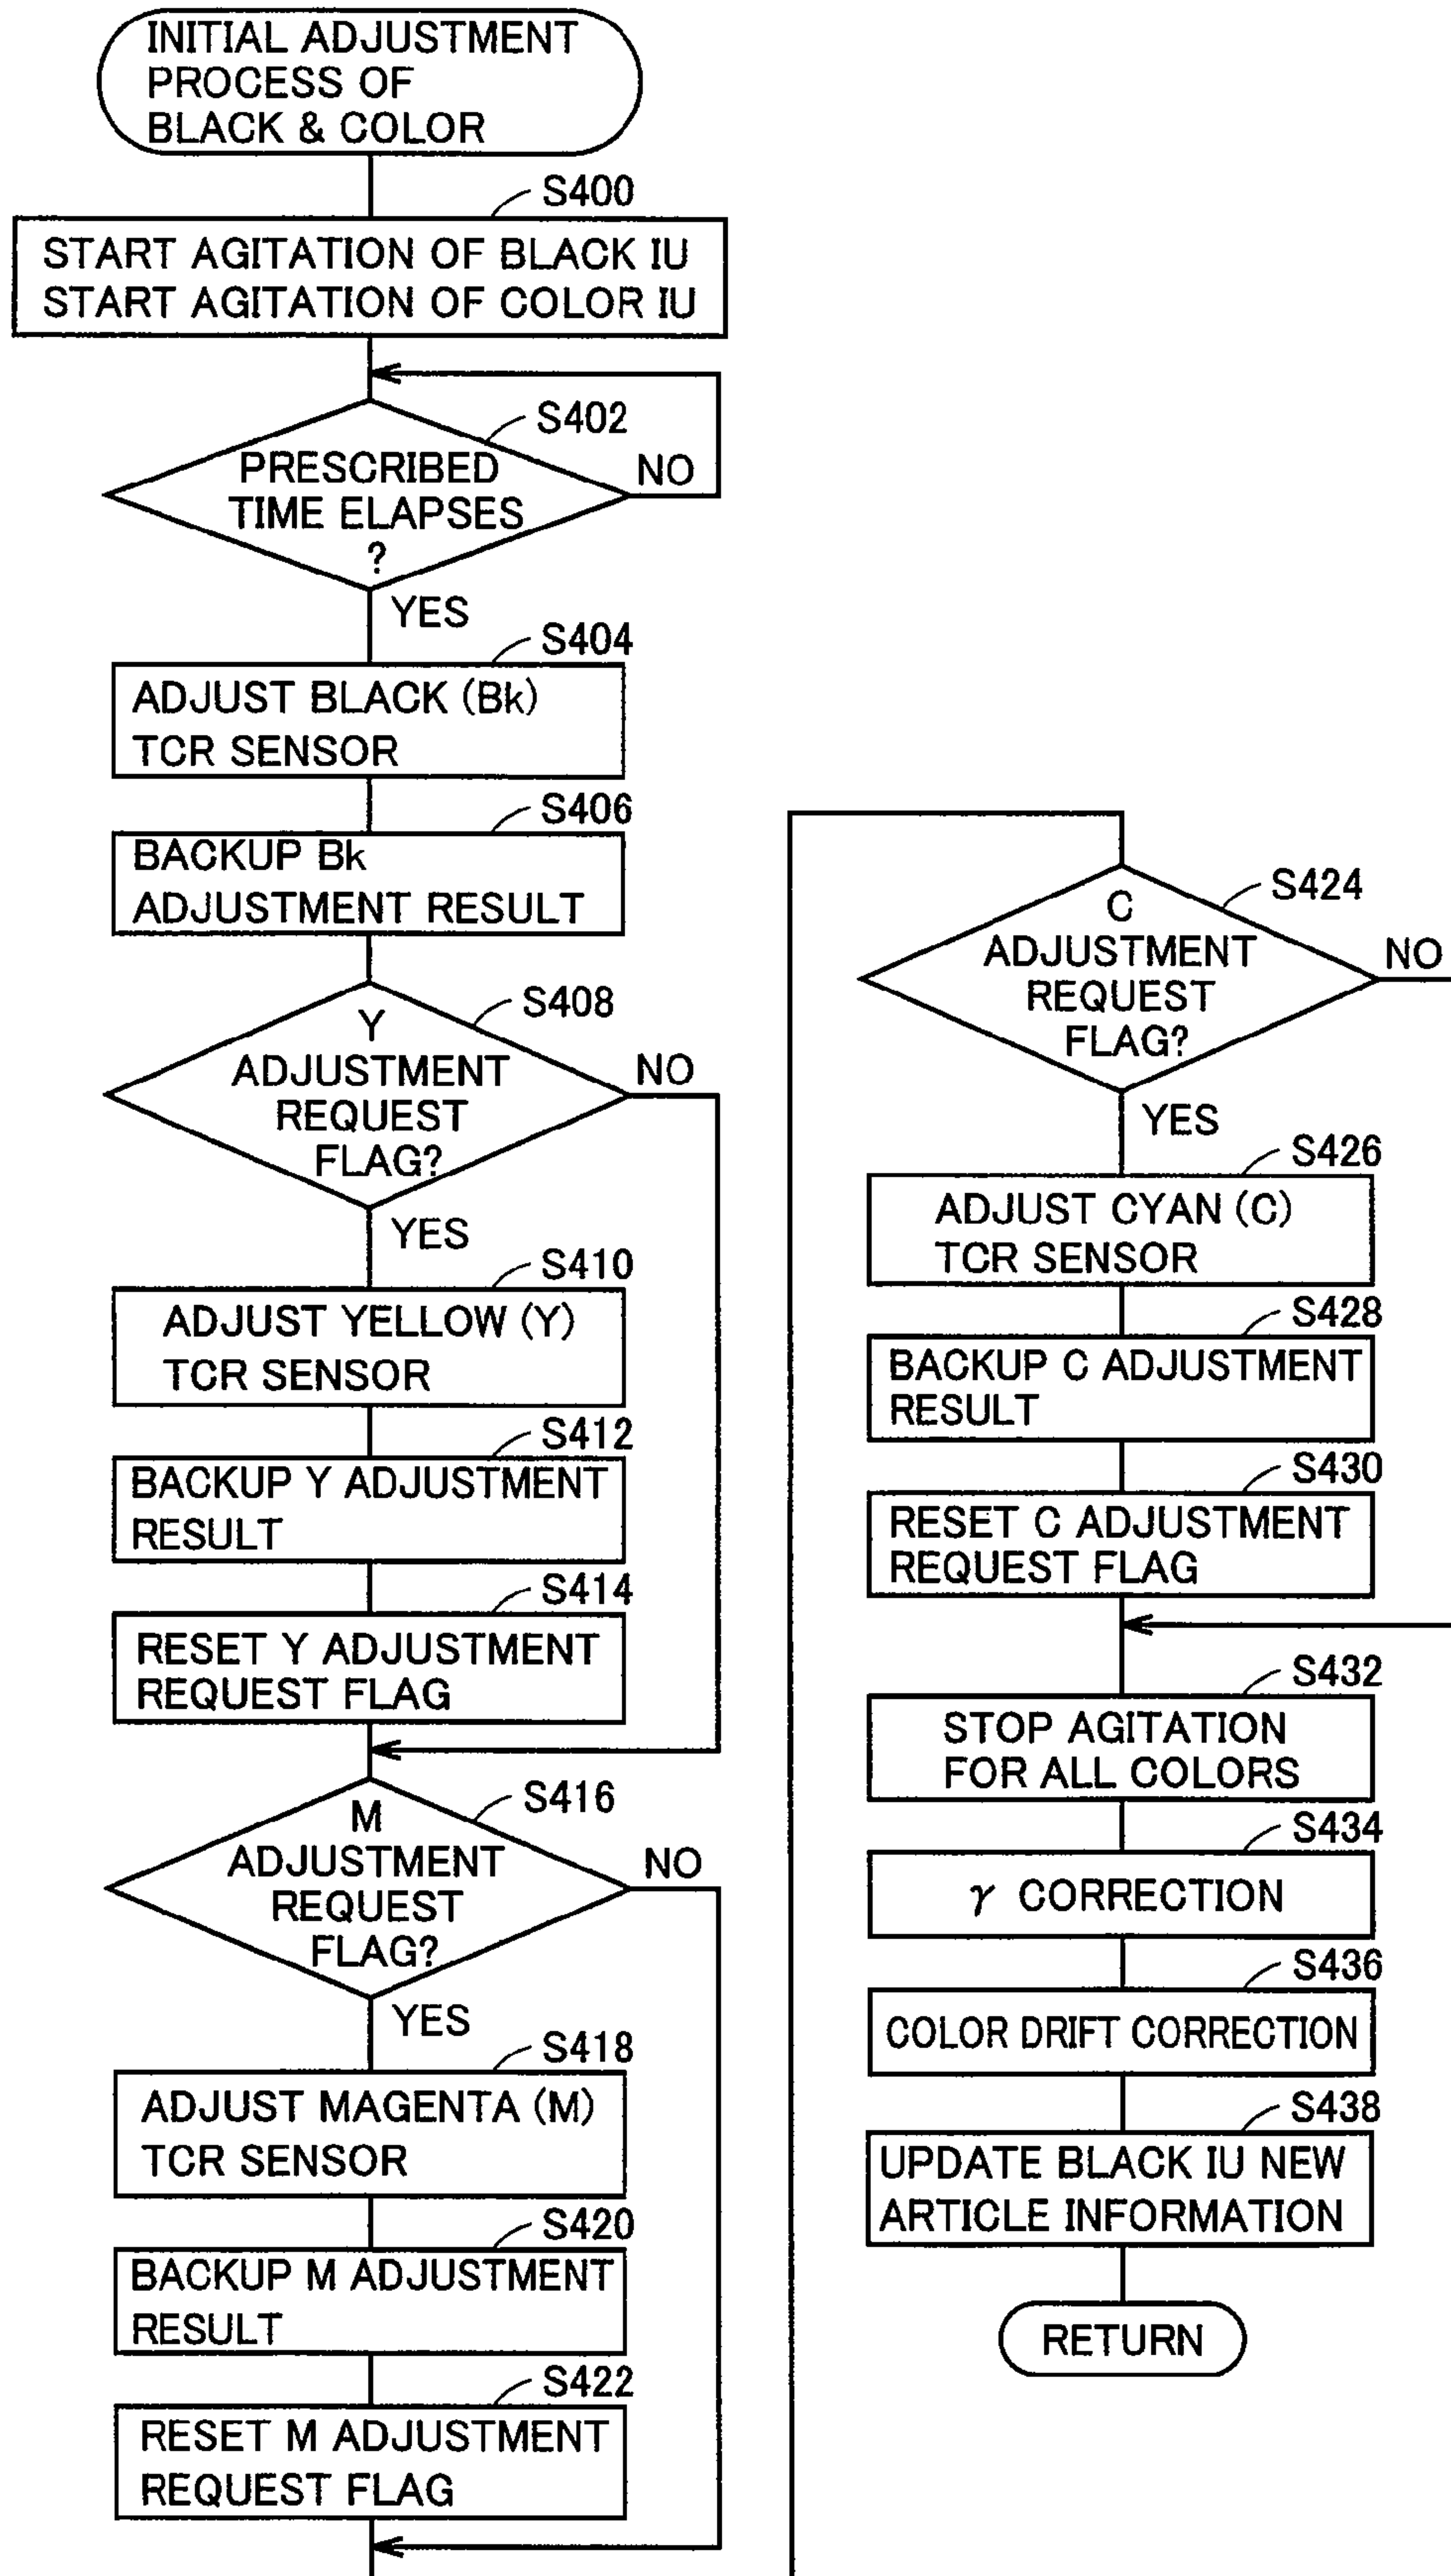 INITIAL ADJUSTMENT
PROCESS OF
BLACK & COLOR
S400
START AGITATION OF BLACK IU
START AGITATION OF COLOR IU
S402
PRESCRIBED
TIME ELAPSES
?
NO
YES
S404
ADJUST BLACK (Bk)
TCR SENSOR
S406
BACKUP Bk
ADJUSTMENT RESULT
S408
Y
ADJUSTMENT
REQUEST
FLAG?
NO
YES
S410
ADJUST YELLOW (Y)
TCR SENSOR
S412
BACKUP Y ADJUSTMENT
RESULT
S414
RESET Y ADJUSTMENT
REQUEST FLAG
S416
M
ADJUSTMENT
REQUEST
FLAG?
NO
YES
S418
ADJUST MAGENTA (M)
TCR SENSOR
S420
BACKUP M ADJUSTMENT
RESULT
S422
RESET M ADJUSTMENT
REQUEST FLAG
S424
C
ADJUSTMENT
REQUEST
FLAG?
NO
YES
S426
ADJUST CYAN (C)
TCR SENSOR
S428
BACKUP C ADJUSTMENT
RESULT
S430
RESET C ADJUSTMENT
REQUEST FLAG
S432
STOP AGITATION
FOR ALL COLORS
S434
γ CORRECTION
S436
COLOR DRIFT CORRECTION
S438
UPDATE BLACK IU NEW
ARTICLE INFORMATION
RETURN